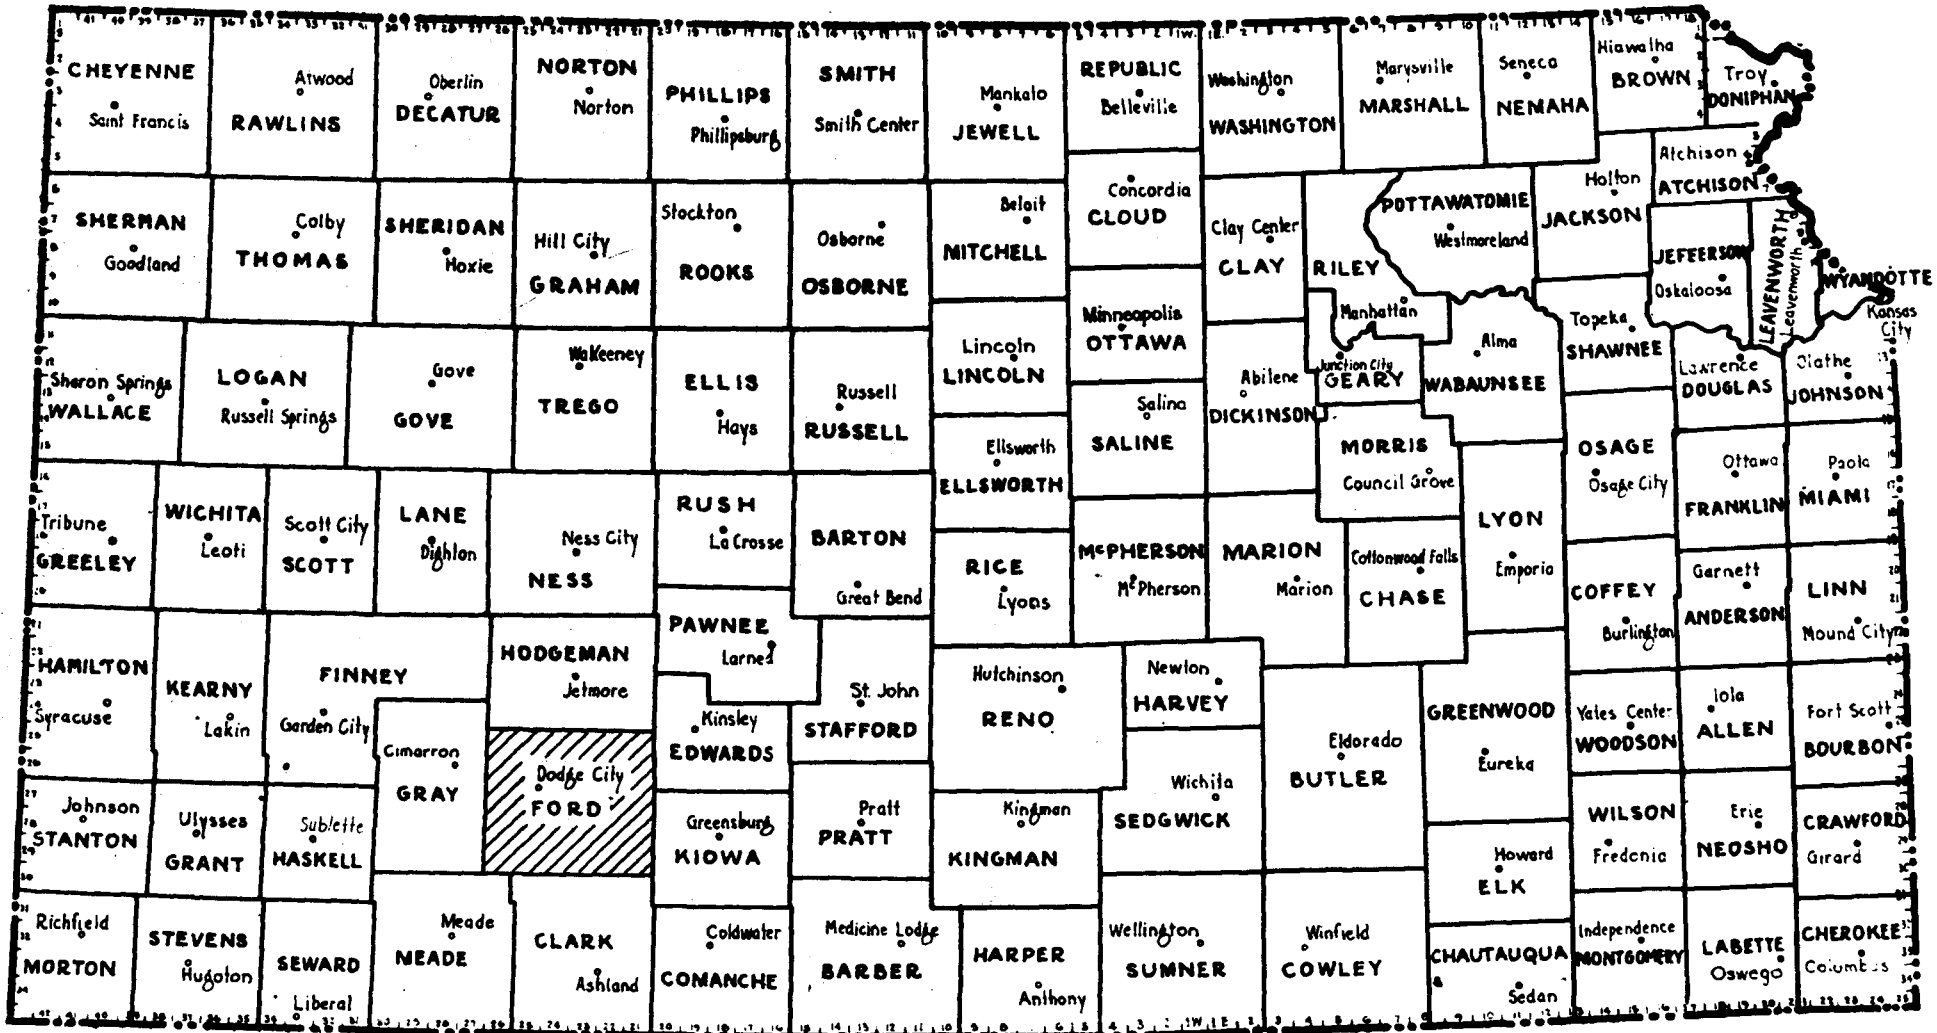 CHEYENNE
Saint Francis
Atwood
RAWLINS
Oberlin
DECATUR
NORTON
Norton
PHILLIPS
Phillipsburg
SMITH
Smith Center
Mankato
JEWELL
REPUBLIC
Belleville
Washington
WASHINGTON
Marysville
MARSHALL
Seneca
NEMAHA
Hiawatha
BROWN
Troy
DONIPHAN
Atchison
ATCHISON
SHERMAN
Goodland
Colby
THOMAS
SHERIDAN
Hoxie
Hill City
GRAHAM
Stockton
ROOKS
Osborne
OSBORNE
Beloit
MITCHELL
Concordia
CLOUD
Clay Center
CLAY
RILEY
Manhattan
POTTAWATOMIE
Westmoreland
Holton
JACKSON
JEFFERSON
Oskaloosa
LEAVENWORTH
Leavenworth
WYANDOTTE
Kansas
City
Sharon Springs
WALLACE
LOGAN
Russell Springs
Gove
GOVE
WaKeeney
TREGO
ELLIS
Hays
Russell
RUSSELL
Lincoln
LINCOLN
Minneapolis
OTTAWA
Salina
SALINE
Abilene
DICKINSON
Junction City
GEARY
Alma
WABAUNSEE
Topeka
SHAWNEE
Lawrence
DOUGLAS
Olathe
JOHNSON
Tribune
GREELEY
WICHITA
Leoti
Scott City
SCOTT
LANE
Dighton
Ness City
NESS
RUSH
LaCrosse
BARTON
Great Bend
Ellsworth
ELLSWORTH
RICE
Lyons
McPHERSON
McPherson
MARION
Marion
MORRIS
Council Grove
Cottonwood Falls
CHASE
LYON
Emporia
OSAGE
Osage City
Ottawa
FRANKLIN
Paola
MIAMI
COFFEY
Burlington
Garnett
ANDERSON
LINN
Mound City
HAMILTON
Syracuse
KEARNY
Lakin
FINNEY
Garden City
HODGEMAN
Jetmore
PAWNEE
Larned
Kinsley
EDWARDS
St. John
STAFFORD
Hutchinson
RENO
Newton
HARVEY
Cimarron
GRAY
Dodge City
FORD
Wichita
SEDGWICK
Eldorado
BUTLER
GREENWOOD
Eureka
Yates Center
WOODSON
Iola
ALLEN
Fort Scott
BOURBON
Johnson
STANTON
Ulysses
GRANT
Sublette
HASKELL
Greensburg
KIOWA
Pratt
PRATT
Kingman
KINGMAN
Howard
ELK
WILSON
Fredonia
Erie
NEOSHO
CRAWFORD
Girard
Richfield
MORTON
STEVENS
Hugoton
SEWARD
Liberal
Meade
MEADE
CLARK
Ashland
Coldwater
COMANCHE
Medicine Lodge
BARBER
HARPER
Anthony
Wellington
SUMNER
Winfield
COWLEY
CHAUTAUQUA
Sedan
Independence
MONTGOMERY
LABETTE
Oswego
CHEROKEE
Columbus